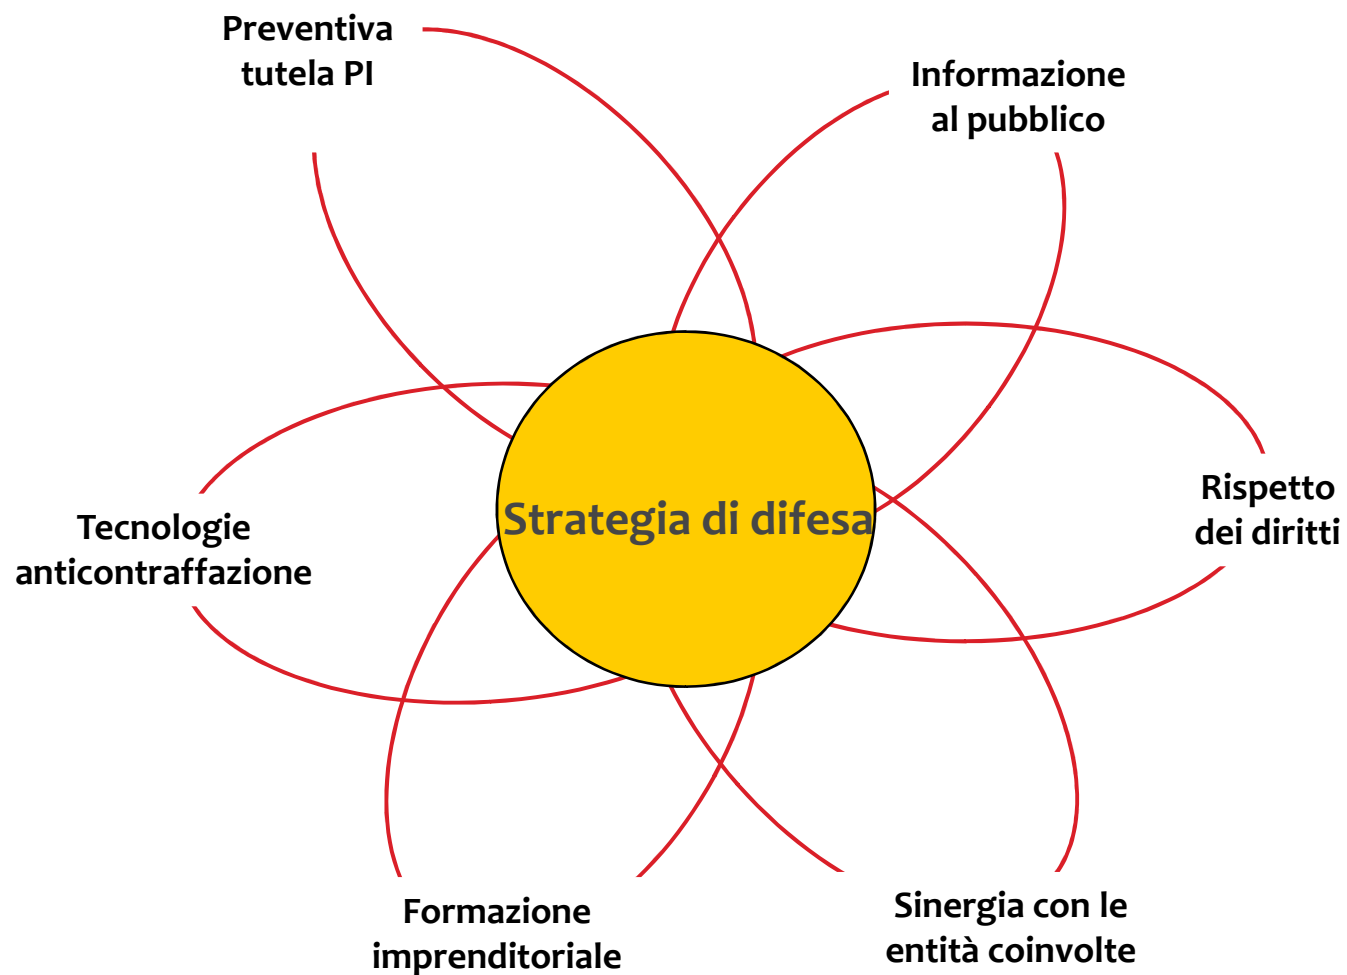 Preventiva
tutela PI
Informazione
al pubblico
Rispetto
dei diritti
Strategia di difesa
Tecnologie
anticontraffazione
Formazione
imprenditoriale
Sinergia con le
entità coinvolte